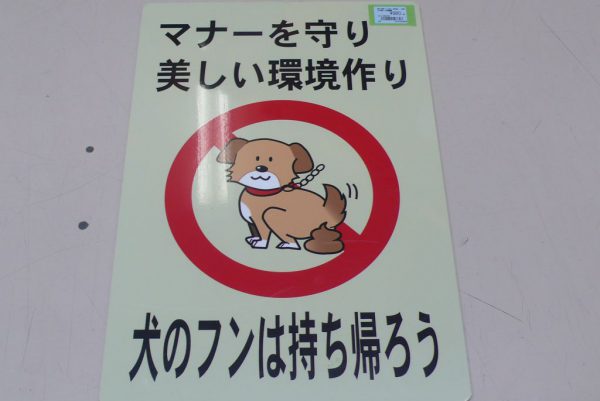 マナーを守り
美しい環境作り
犬のフンは持ち帰ろう